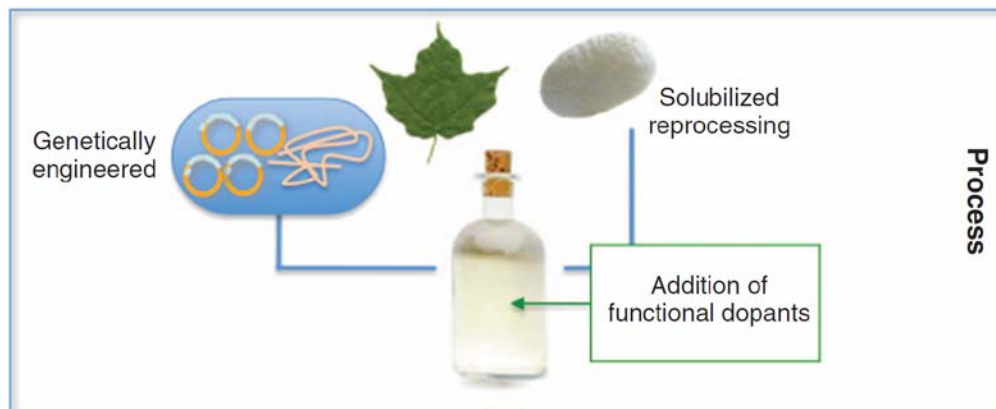 Genetically
engineered
Solubilized
reprocessing
Process
Addition of
functional dopants